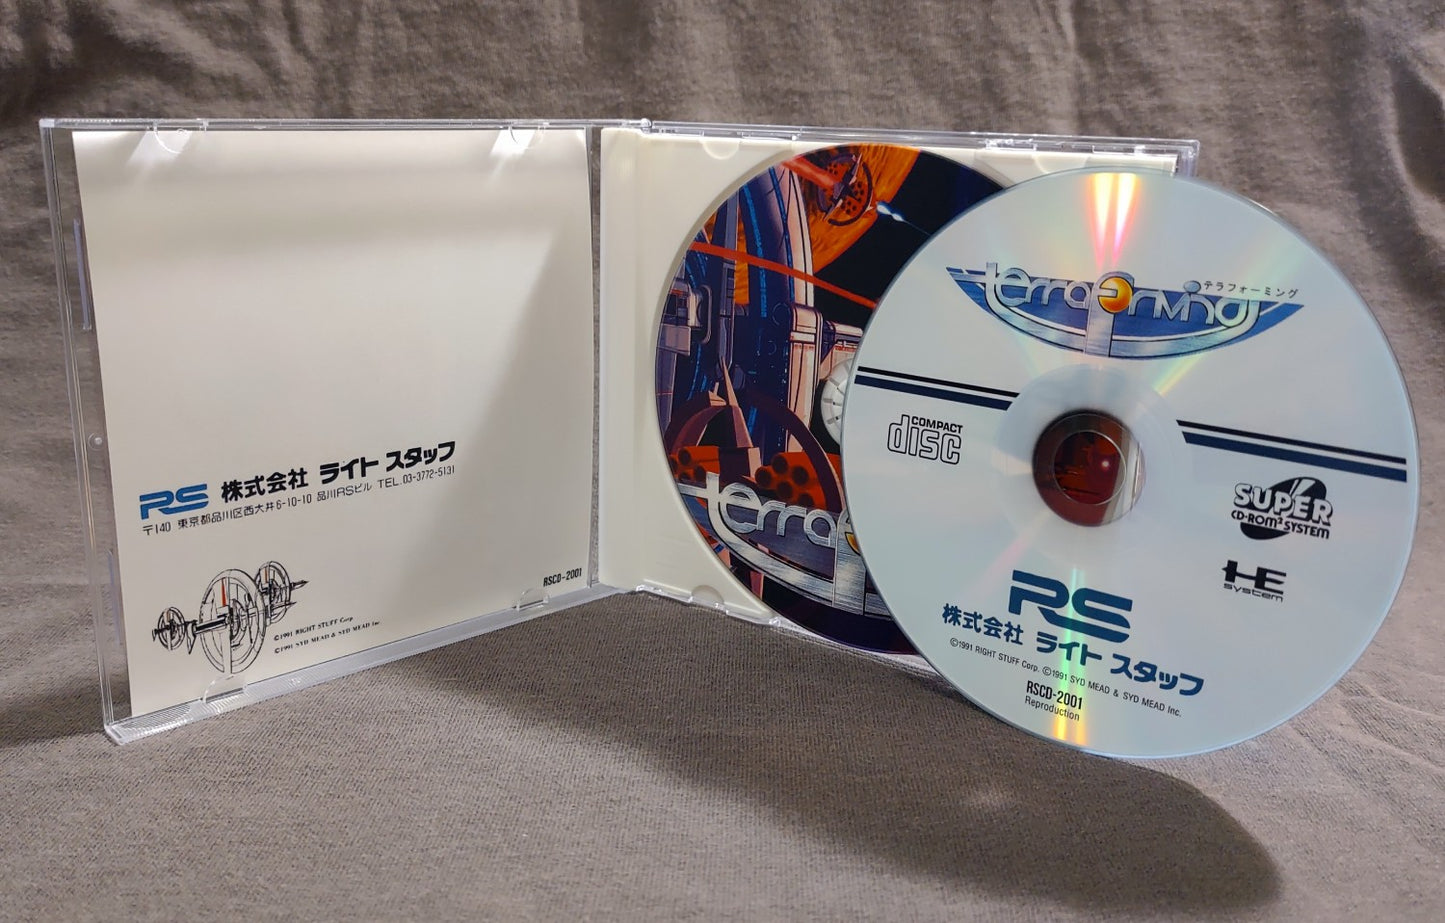 RS 株式会社 ライト スタッフ
〒140 東京都品川区西大井6-10-10 品川RSビル TEL.03-3772-5131
RSCD-2001
©1991 RIGHT STUFF Corp.
©1991 SYD MEAD & SYD MEAD Inc.
terrafo
terraforming
テラフォーミング
COMPACT
disc
SUPER
CD-ROM² SYSTEM
HE
system
RS
株式会社 ライト スタッフ
©1991 RIGHT STUFF Corp. ©1991 SYD MEAD & SYD MEAD Inc.
RSCD-2001
Reproduction